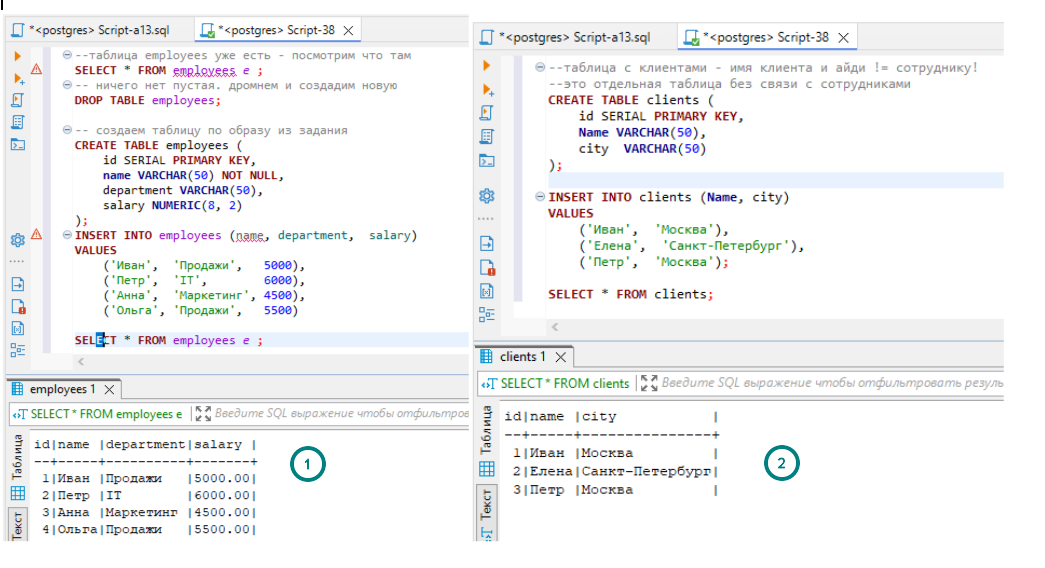 *<postgres> Script-a13.sql
*<postgres> Script-38
--таблица employees уже есть - посмотрим что там
SELECT * FROM employees e ;
-- ничего нет пустая. дромнем и создадим новую
DROP TABLE employees;
-- создаем таблицу по образу из задания
CREATE TABLE employees (
id SERIAL PRIMARY KEY,
name VARCHAR(50) NOT NULL,
department VARCHAR(50),
salary NUMERIC(8, 2)
);
INSERT INTO employees (name, department, salary)
VALUES
('Иван', 'Продажи', 5000),
('Петр', 'IT', 6000),
('Анна', 'Маркетинг', 4500),
('Ольга', 'Продажи', 5500)
SELECT * FROM employees e ;
employees 1
SELECT * FROM employees e
Введите SQL выражение чтобы отфильтров
Таблица
Текст
id|name |department|salary |
--+-----+----------+-------+
1|Иван |Продажи |5000.00|
2|Петр |IT |6000.00|
3|Анна |Маркетинг |4500.00|
4|Ольга|Продажи |5500.00|
1
*<postgres> Script-a13.sql
*<postgres> Script-38
--таблица с клиентами - имя клиента и айди != сотруднику!
--это отдельная таблица без связи с сотрудниками
CREATE TABLE clients (
id SERIAL PRIMARY KEY,
Name VARCHAR(50),
city VARCHAR(50)
);
INSERT INTO clients (Name, city)
VALUES
('Иван', 'Москва'),
('Елена', 'Санкт-Петербург'),
('Петр', 'Москва');
SELECT * FROM clients;
clients 1
SELECT * FROM clients
Введите SQL выражение чтобы отфильтровать резуль
Таблица
Текст
id|name |city |
--+-----+---------------+
1|Иван |Москва |
2|Елена|Санкт-Петербург|
3|Петр |Москва |
2